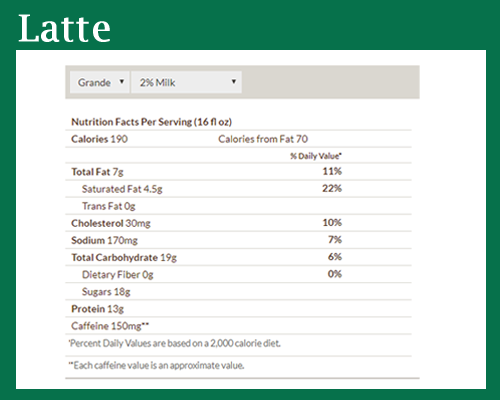 Latte
Grande 2% Milk
Nutrition Facts Per Serving (16 fl oz)
Calories 190 Calories from Fat 70
% Daily Value*
Total Fat 7g 11%
Saturated Fat 4.5g 22%
Trans Fat 0g
Cholesterol 30mg 10%
Sodium 170mg 7%
Total Carbohydrate 19g 6%
Dietary Fiber 0g 0%
Sugars 18g
Protein 13g
Caffeine 150mg**
*Percent Daily Values are based on a 2,000 calorie diet.
**Each caffeine value is an approximate value.